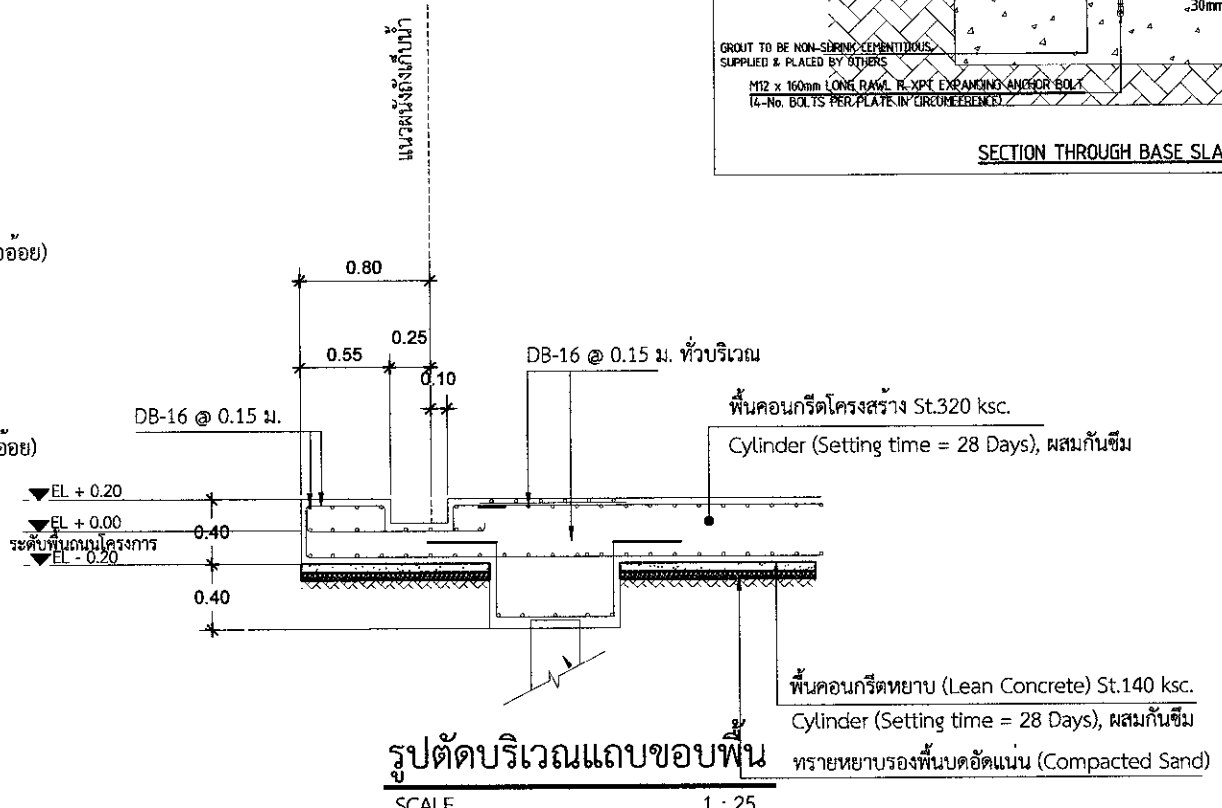 30mm
GROUT TO BE NON-SHRINK CEMENTITIOUS,
SUPPLIED & PLACED BY OTHERS
M12 x 160mm LONG RAWL R-XPT EXPANDING ANCHOR BOLT
(4-No. BOLTS PER PLATE IN CIRCUMFERENCE)
SECTION THROUGH BASE SLA
แนวผนังถังเก็บน้ำ
0.80
0.55
0.25
0.10
DB-16 @ 0.15 ม. ทั่วบริเวณ
DB-16 @ 0.15 ม.
พื้นคอนกรีตโครงสร้าง St.320 ksc.
Cylinder (Setting time = 28 Days), ผสมกันซึม
EL + 0.20
EL + 0.00
ระดับพื้นถนนโครงการ
EL - 0.20
0.40
0.40
พื้นคอนกรีตหยาบ (Lean Concrete) St.140 ksc.
Cylinder (Setting time = 28 Days), ผสมกันซึม
ทรายหยาบรองพื้นบดอัดแน่น (Compacted Sand)
รูปตัดบริเวณแถบขอบพื้น
SCALE 1 : 25